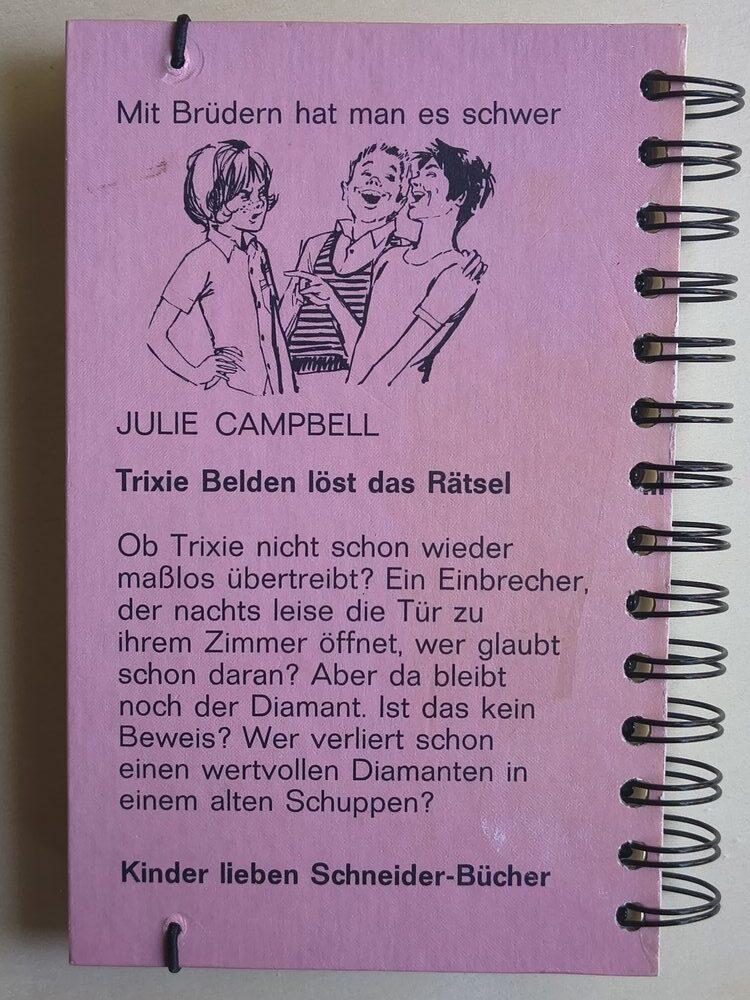 Mit Brüdern hat man es schwer
JULIE CAMPBELL
Trixie Belden löst das Rätsel
Ob Trixie nicht schon wieder
maßlos übertreibt? Ein Einbrecher,
der nachts leise die Tür zu
ihrem Zimmer öffnet, wer glaubt
schon daran? Aber da bleibt
noch der Diamant. Ist das kein
Beweis? Wer verliert schon
einen wertvollen Diamanten in
einem alten Schuppen?
Kinder lieben Schneider-Bücher